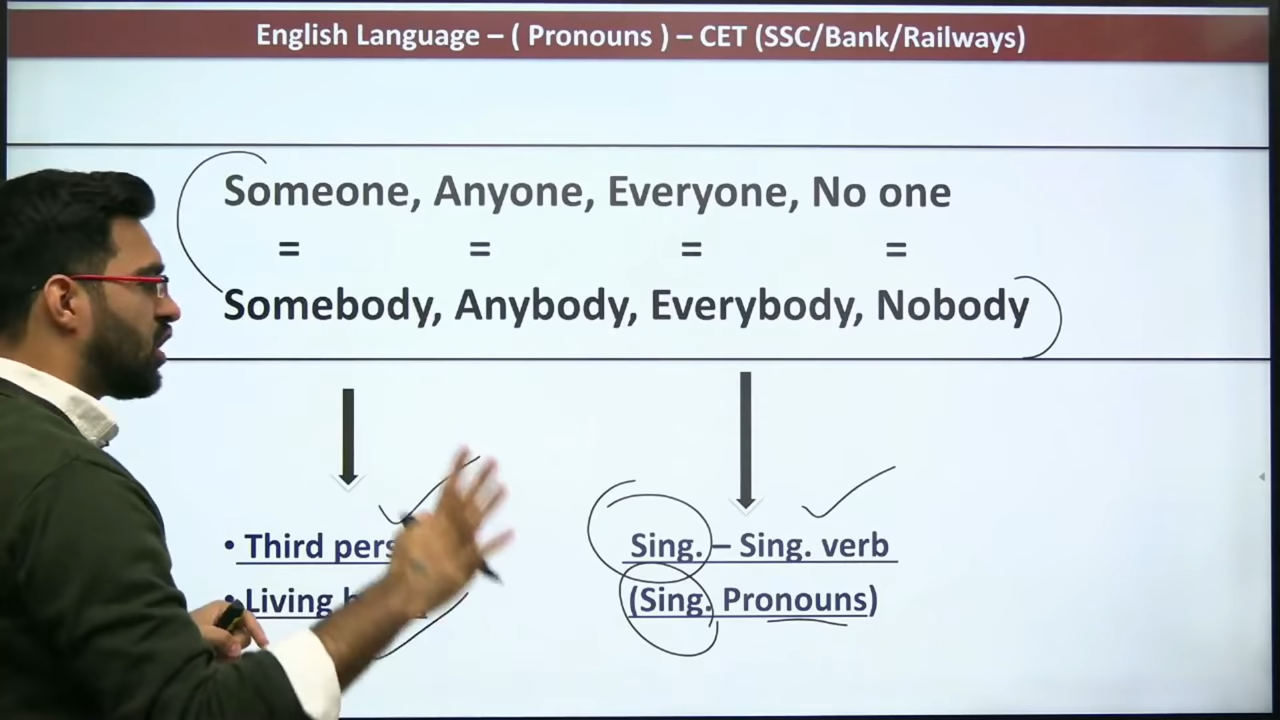 English Language – ( Pronouns ) – CET (SSC/Bank/Railways)
Someone, Anyone, Everyone, No one
= = = =
Somebody, Anybody, Everybody, Nobody
• Third
Sing. – Sing. verb
• Living
(Sing. Pronouns)